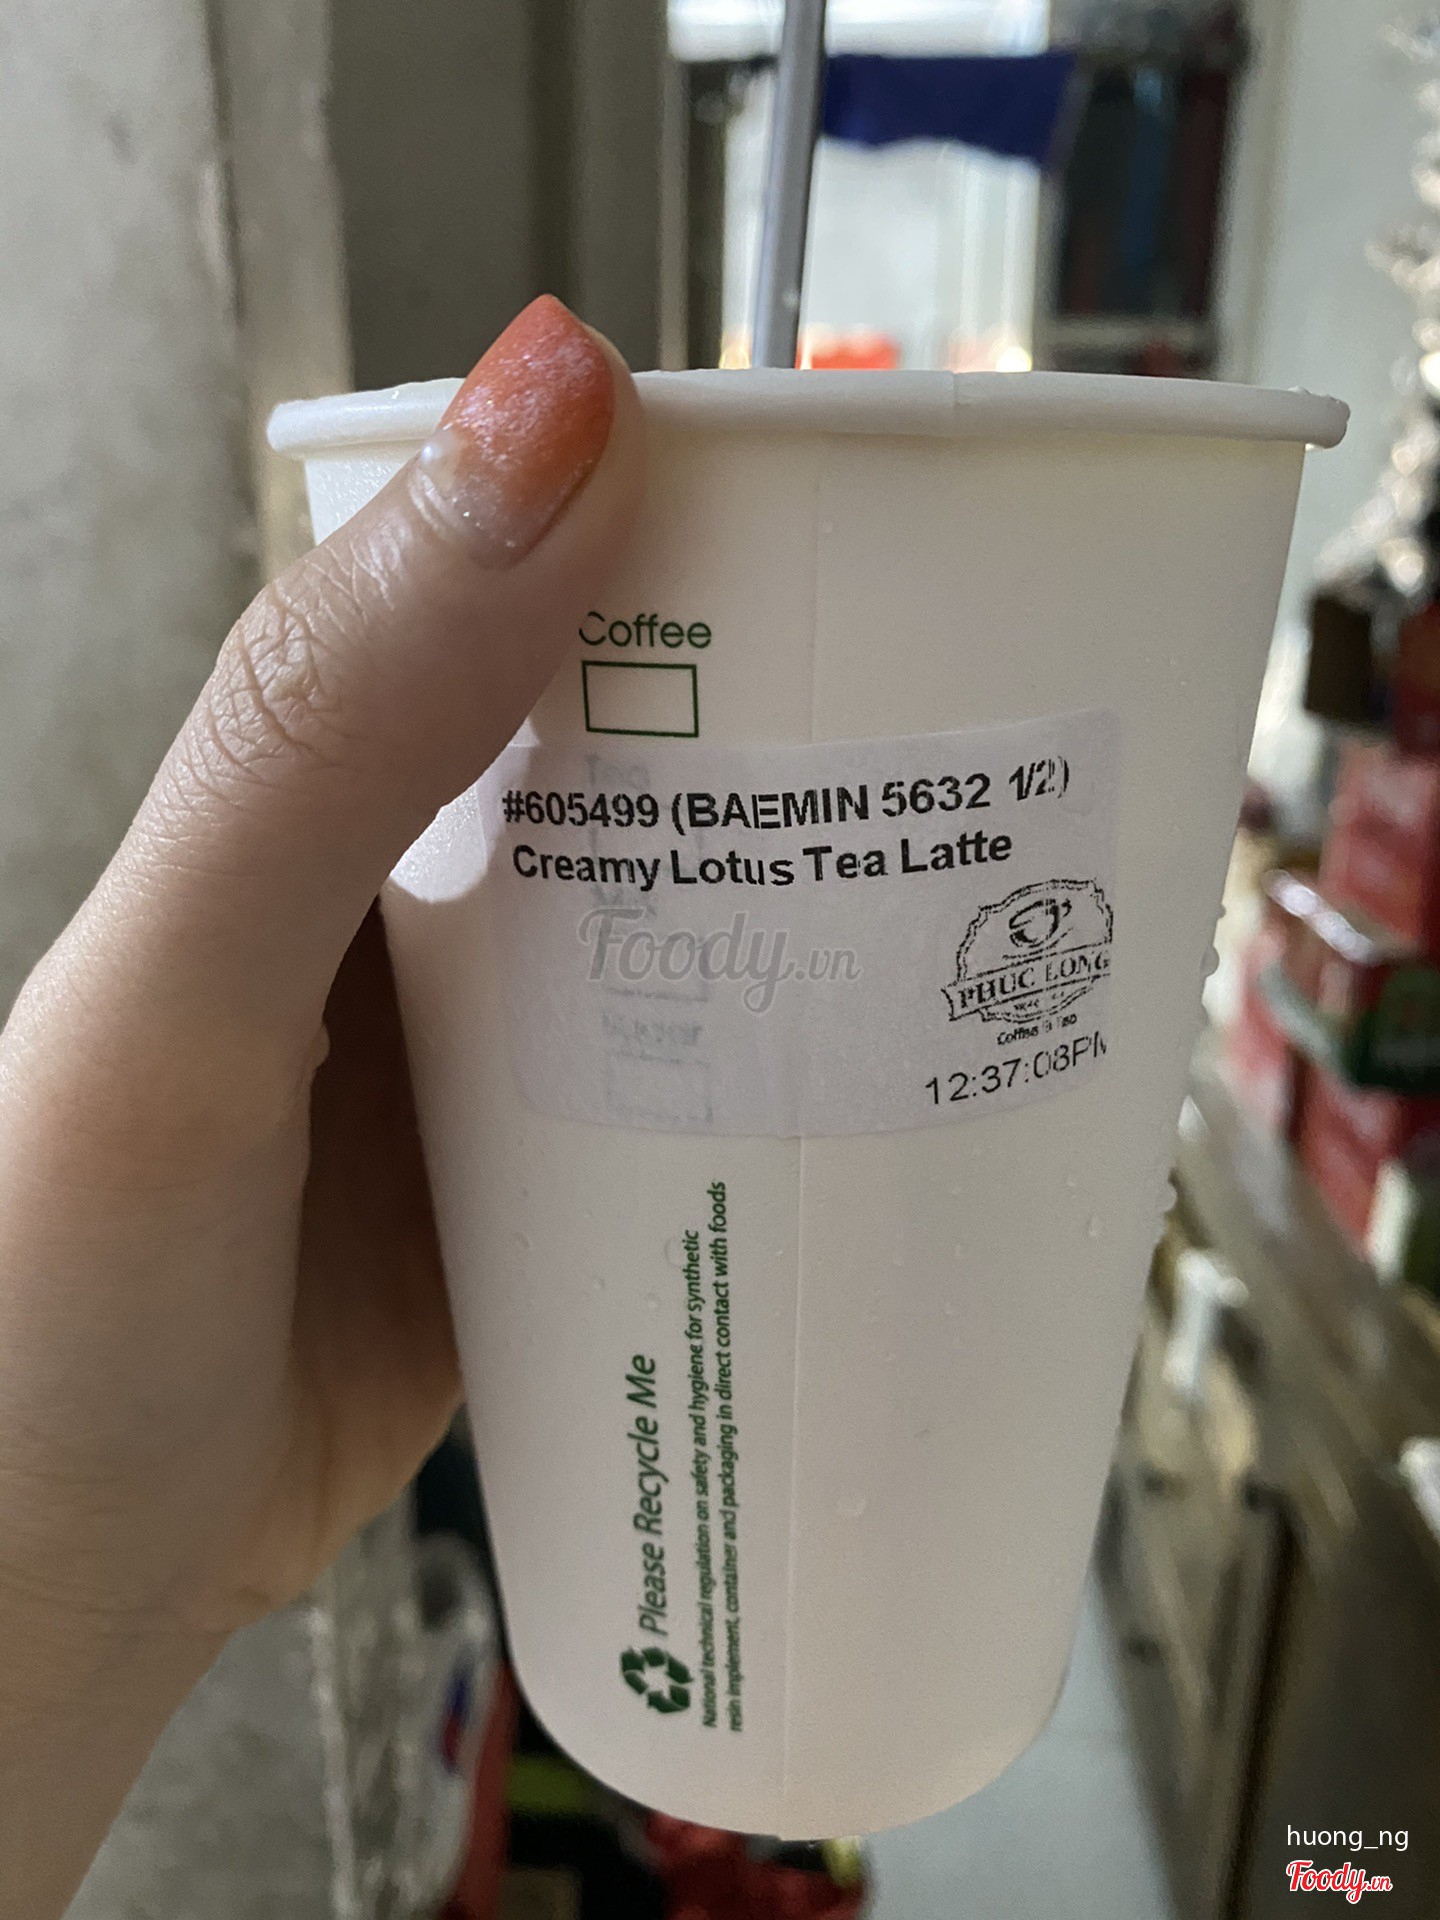 Coffee
#605499 (BAEMIN 5632 1/2)
Creamy Lotus Tea Latte
Foody.vn
PHUC LONG
Coffee & Tea
12:37:08PM
Please Recycle Me
National technical regulation on safety and hygiene for synthetic
resin implement, container and packaging in direct contact with foods
huong_ng
Foody.vn